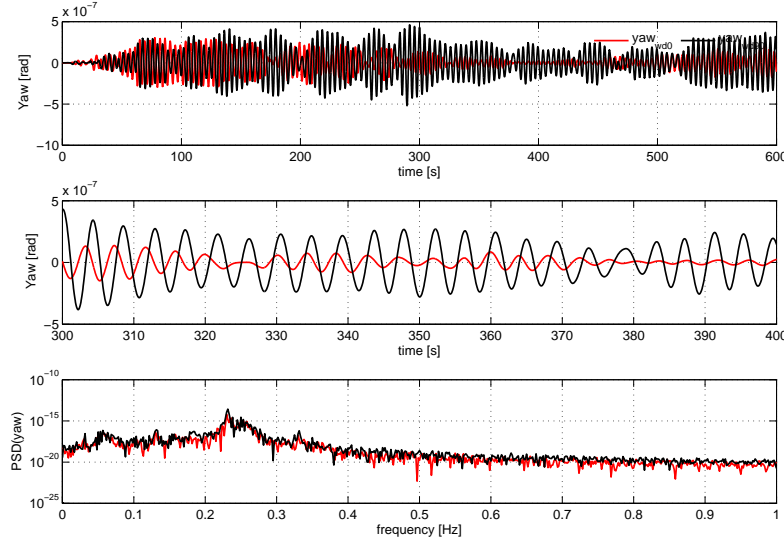 x 10⁻⁷
5
0
−5
−10
Yaw [rad]
yaw wd0 yaw
0 100 200 300 400 500 600
time [s]
x 10⁻⁷
5
0
−5
Yaw [rad]
300 310 320 330 340 350 360 370 380 390 400
time [s]
10⁻¹⁰
10⁻¹⁵
10⁻²⁰
10⁻²⁵
PSD(yaw)
0 0.1 0.2 0.3 0.4 0.5 0.6 0.7 0.8 0.9 1
frequency [Hz]